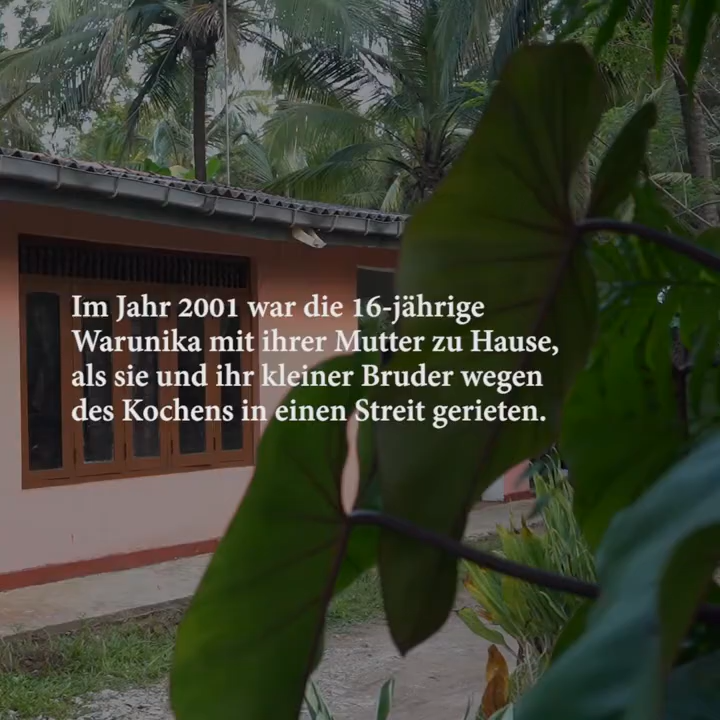 Im Jahr 2001 war die 16-jährige
Warunika mit ihrer Mutter zu Hause,
als sie und ihr kleiner Bruder wegen
des Kochens in einen Streit gerieten.